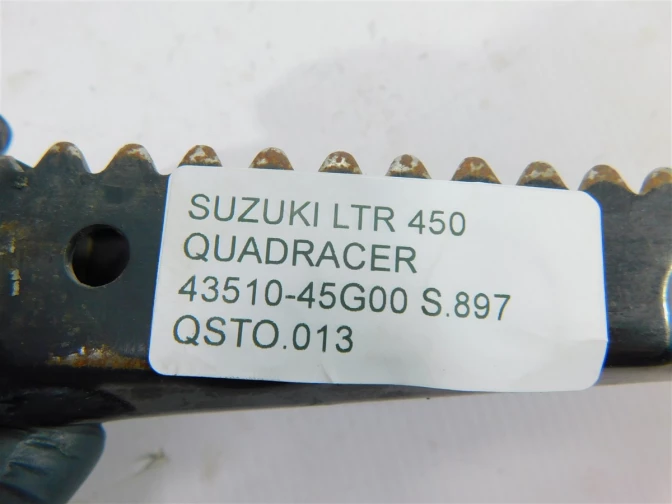 SUZUKI LTR 450
QUADRACER
43510-45G00 S.897
QSTO.013